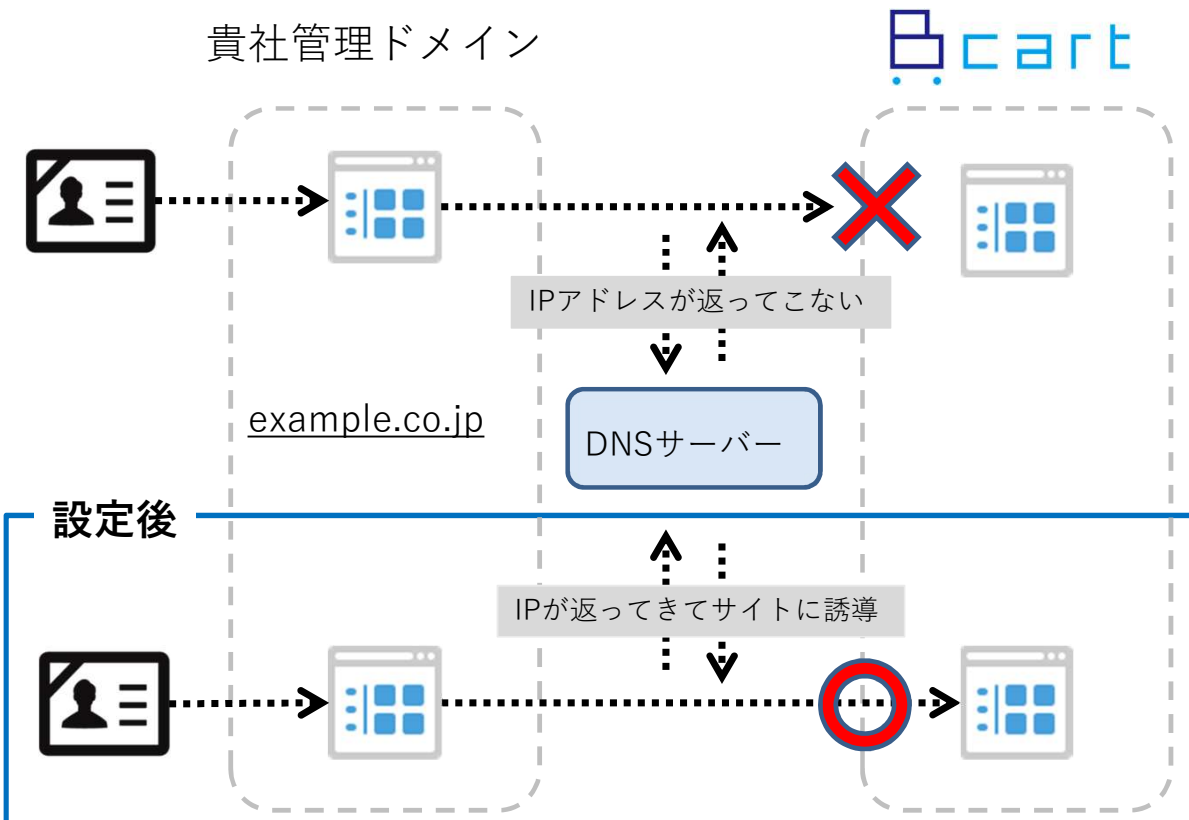 貴社管理ドメイン
Bcart
IPアドレスが返ってこない
example.co.jp
DNSサーバー
設定後
IPが返ってきてサイトに誘導